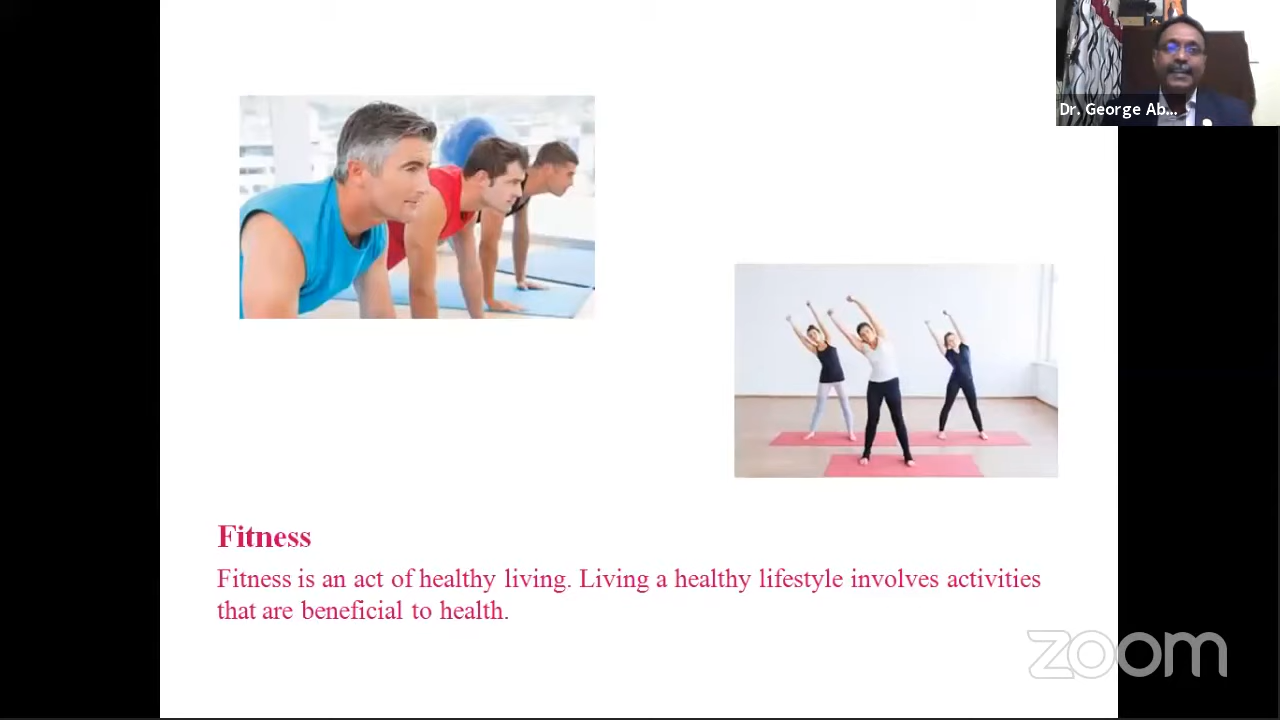 Dr. George Ab...
Fitness
Fitness is an act of healthy living. Living a healthy lifestyle involves activities
that are beneficial to health.
zoom